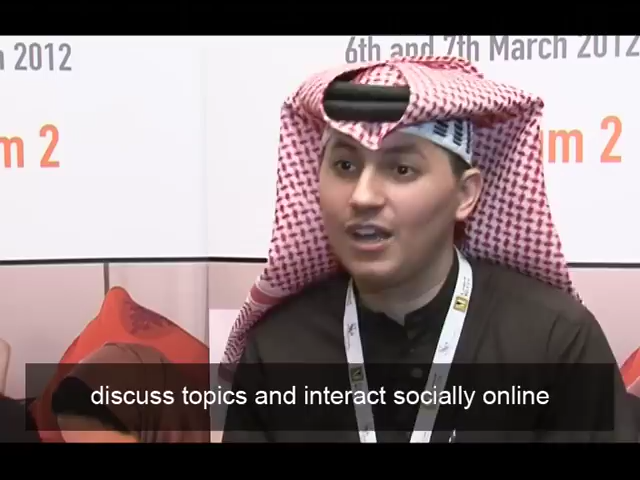 h 2012
6th and 7th March 2012
m 2
m 2
discuss topics and interact socially online